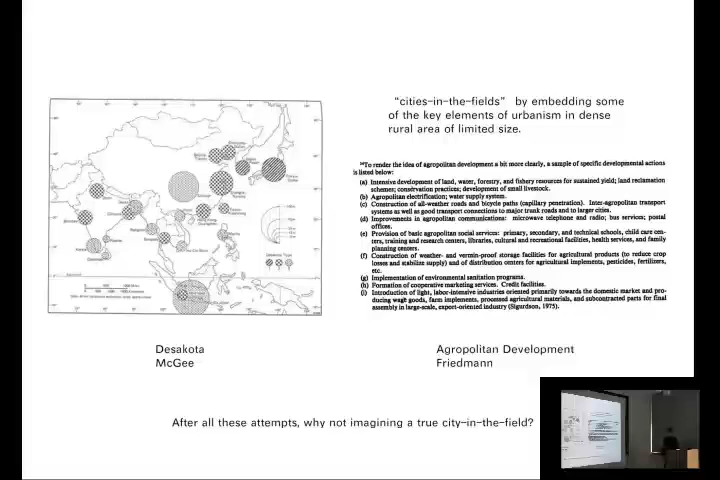 "cities-in-the-fields" by embedding some
of the key elements of urbanism in dense
rural area of limited size.
"To render the idea of agropolitan development a bit more clearly, a sample of specific developmental actions
is listed below:
(a) Intensive development of land, water, forestry, and fishery resources for sustained yield; land reclamation
schemes; conservation practices; development of small livestock.
(b) Agropolitan electrification; water supply system.
(c) Construction of all-weather roads and bicycle paths (capillary penetration). Inter-agropolitan transport
systems as well as good transport connections to major trunk roads and to larger cities.
(d) Improvements in agropolitan communications: microwave telephone and radio; bus services; postal
offices.
(e) Provision of basic agropolitan social services: primary, secondary, and technical schools, child care cen-
ters, training and research centers, libraries, cultural and recreational facilities, health services, and family
planning centers.
(f) Construction of weather- and vermin-proof storage facilities for agricultural products (to reduce crop
losses and stabilize supply) and of distribution centers for agricultural implements, pesticides, fertilizers,
etc.
(g) Implementation of environmental sanitation programs.
(h) Formation of cooperative marketing services. Credit facilities.
(i) Introduction of light, labor-intensive industries oriented primarily towards the domestic market and pro-
ducing wage goods, farm implements, processed agricultural materials, and subcontracted parts for final
assembly in large-scale, export-oriented industry (Sigurdson, 1975).
Desakota
McGee
Agropolitan Development
Friedmann
After all these attempts, why not imagining a true city-in-the-field?